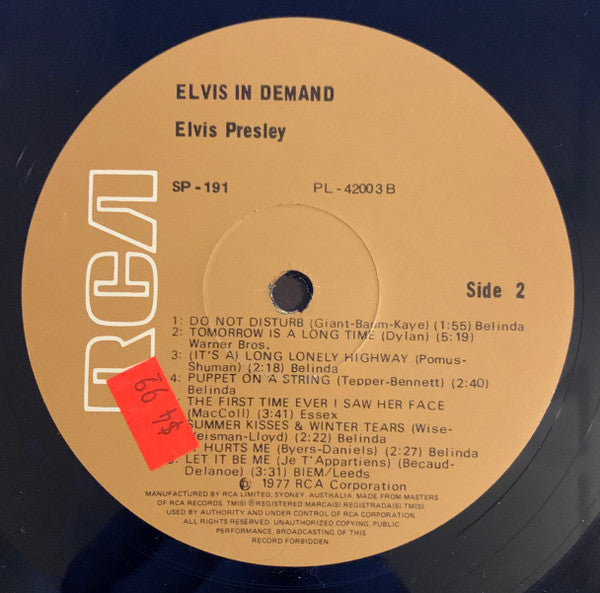 ELVIS IN DEMAND
Elvis Presley
SP - 191
PL - 42003 B
RCA
Side 2
1: DO NOT DISTURB (Giant-Baum-Kaye) (1:55) Belinda
2: TOMORROW IS A LONG TIME (Dylan) (5:19)
Warner Bros.
3: (IT'S A) LONG LONELY HIGHWAY (Pomus-
Shuman) (2:18) Belinda
4: PUPPET ON A STRING (Tepper-Bennett) (2:40)
Belinda
THE FIRST TIME EVER I SAW HER FACE
(MacColl) (3:41) Essex
SUMMER KISSES & WINTER TEARS (Wise-
eisman-Lloyd) (2:22) Belinda
HURTS ME (Byers-Daniels) (2:27) Belinda
: LET IT BE ME (Je T'Appartiens) (Becaud-
Delanoe) (3:31) BIEM/Leeds
$4.99
℗ 1977 RCA Corporation
MANUFACTURED BY RCA LIMITED, SYDNEY, AUSTRALIA. MADE FROM MASTERS
OF RCA RECORDS. TM(S) ® REGISTERED MARCA(S) REGISTRADA(S) TM(S).
USED BY AUTHORITY AND UNDER CONTROL OF RCA CORPORATION.
ALL RIGHTS RESERVED. UNAUTHORIZED COPYING, PUBLIC
PERFORMANCE, BROADCASTING OF THIS
RECORD FORBIDDEN.